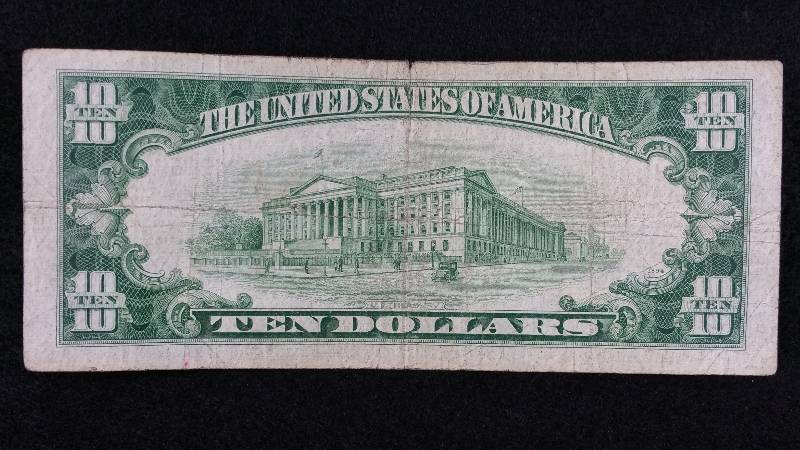 10 TEN
THE UNITED STATES OF AMERICA
10 TEN
10 TEN
TEN DOLLARS
10 TEN